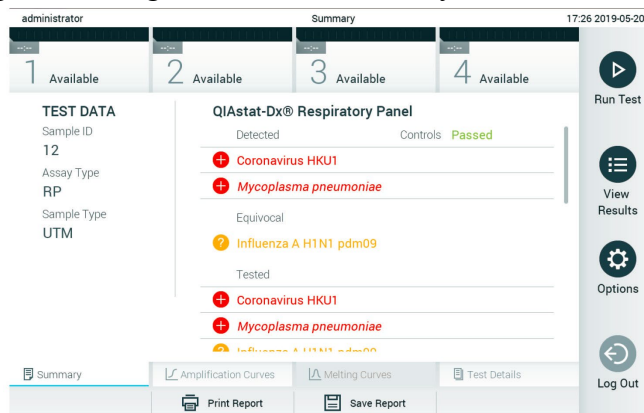 administrator Summary 17:26 2019-05-20
--:-- --:-- --:-- --:--
1 Available 2 Available 3 Available 4 Available
TEST DATA
Sample ID
12
Assay Type
RP
Sample Type
UTM
QIAstat-Dx® Respiratory Panel
Detected Controls Passed
Coronavirus HKU1
Mycoplasma pneumoniae
Equivocal
? Influenza A H1N1 pdm09
Tested
Coronavirus HKU1
Mycoplasma pneumoniae
? Influenza A H1N1 pdm09
Run Test
View
Results
Options
Log Out
Summary Amplification Curves Melting Curves Test Details
Print Report Save Report